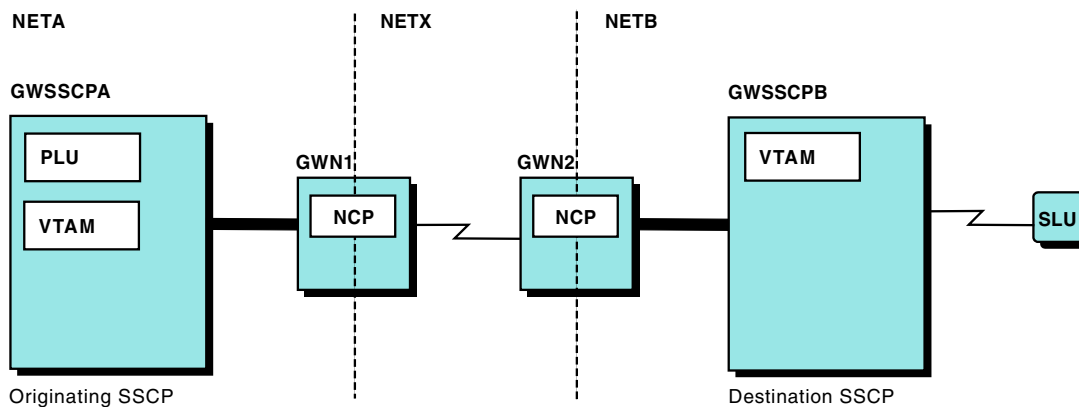 NETA
NETX
NETB
GWSSCPA
GWSSCPB
PLU
VTAM
GWN1
NCP
GWN2
NCP
VTAM
SLU
Originating SSCP
Destination SSCP